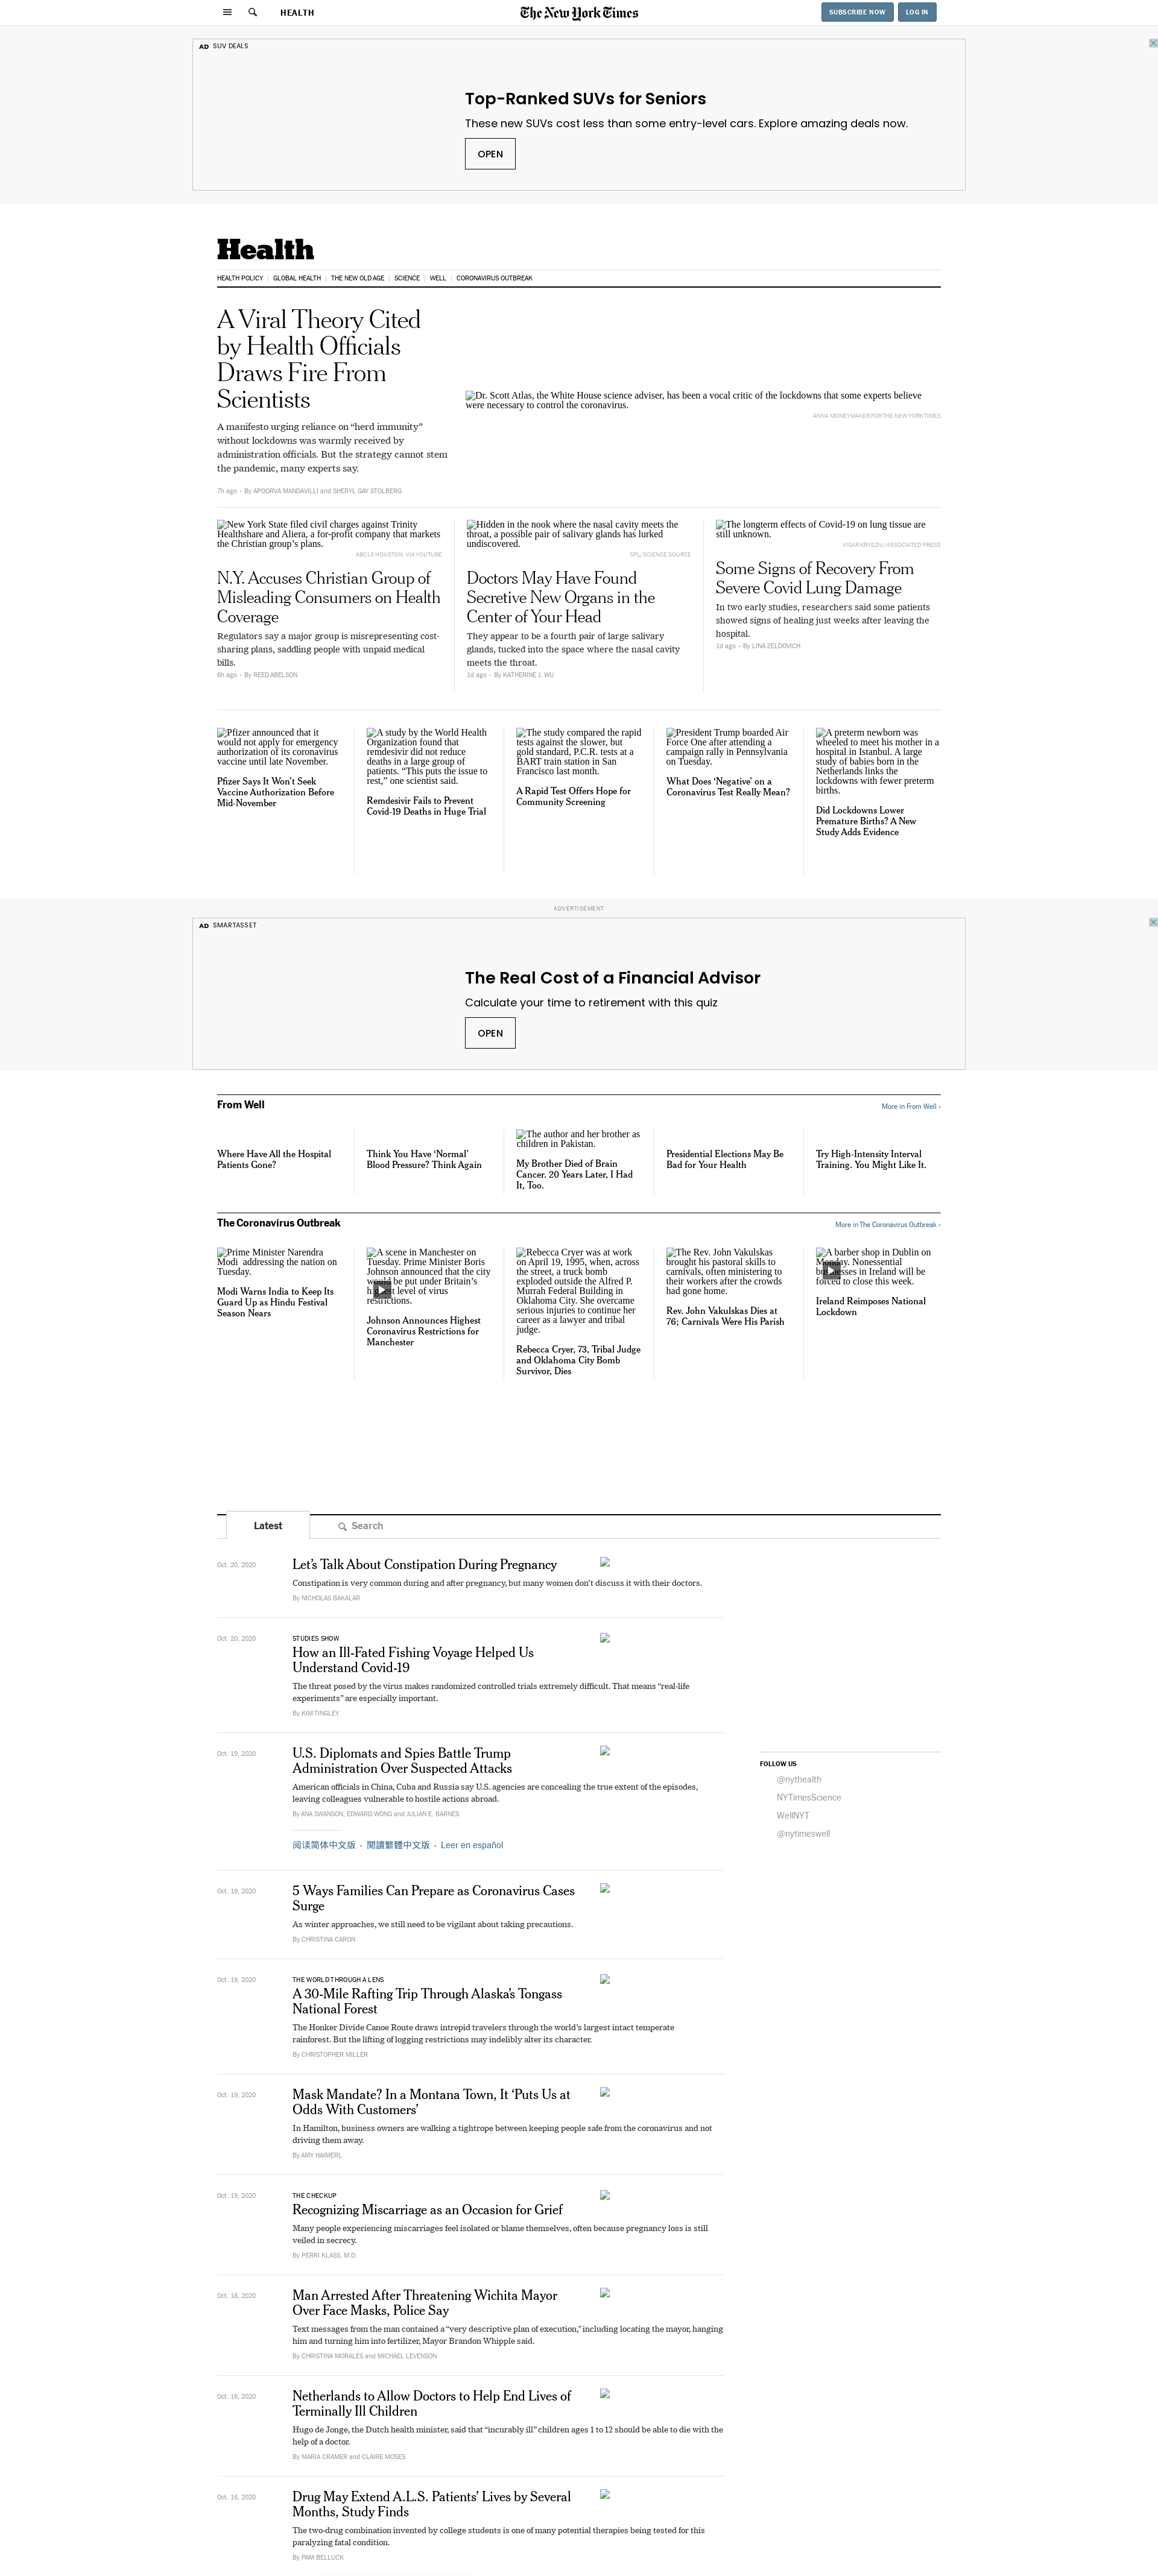 HEALTH
The New York Times
SUBSCRIBE NOW
LOG IN
AD SUV DEALS
Top-Ranked SUVs for Seniors
These new SUVs cost less than some entry-level cars. Explore amazing deals now.
OPEN
Health
HEALTH POLICY
GLOBAL HEALTH
THE NEW OLD AGE
SCIENCE
WELL
CORONAVIRUS OUTBREAK
A Viral Theory Cited
by Health Officials
Draws Fire From
Scientists
A manifesto urging reliance on “herd immunity”
without lockdowns was warmly received by
administration officials. But the strategy cannot stem
the pandemic, many experts say.
7h ago • By APOORVA MANDAVILLI and SHERYL GAY STOLBERG
Dr. Scott Atlas, the White House science adviser, has been a vocal critic of the lockdowns that some experts believe
were necessary to control the coronavirus.
ANNA MONEYMAKER FOR THE NEW YORK TIMES
New York State filed civil charges against Trinity
Healthshare and Aliera, a for-profit company that markets
the Christian group’s plans.
ABC13 HOUSTON, VIA YOUTUBE
N.Y. Accuses Christian Group of
Misleading Consumers on Health
Coverage
Regulators say a major group is misrepresenting cost-
sharing plans, saddling people with unpaid medical
bills.
6h ago • By REED ABELSON
Hidden in the nook where the nasal cavity meets the
throat, a possible pair of salivary glands has lurked
undiscovered.
SPL/SCIENCE SOURCE
Doctors May Have Found
Secretive New Organs in the
Center of Your Head
They appear to be a fourth pair of large salivary
glands, tucked into the space where the nasal cavity
meets the throat.
1d ago • By KATHERINE J. WU
The longterm effects of Covid-19 on lung tissue are
still unknown.
VISAR KRYEZIU/ASSOCIATED PRESS
Some Signs of Recovery From
Severe Covid Lung Damage
In two early studies, researchers said some patients
showed signs of healing just weeks after leaving the
hospital.
1d ago • By LINA ZELDOVICH
Pfizer announced that it
would not apply for emergency
authorization of its coronavirus
vaccine until late November.
Pfizer Says It Won’t Seek
Vaccine Authorization Before
Mid-November
A study by the World Health
Organization found that
remdesivir did not reduce
deaths in a large group of
patients. “This puts the issue to
rest,” one scientist said.
Remdesivir Fails to Prevent
Covid-19 Deaths in Huge Trial
The study compared the rapid
tests against the slower, but
gold standard, P.C.R. tests at a
BART train station in San
Francisco last month.
A Rapid Test Offers Hope for
Community Screening
President Trump boarded Air
Force One after attending a
campaign rally in Pennsylvania
on Tuesday.
What Does ‘Negative’ on a
Coronavirus Test Really Mean?
A preterm newborn was
wheeled to meet his mother in a
hospital in Istanbul. A large
study of babies born in the
Netherlands links the
lockdowns with fewer preterm
births.
Did Lockdowns Lower
Premature Births? A New
Study Adds Evidence
ADVERTISEMENT
AD SMARTASSET
The Real Cost of a Financial Advisor
Calculate your time to retirement with this quiz
OPEN
From Well
More in From Well ›
Where Have All the Hospital
Patients Gone?
Think You Have ‘Normal’
Blood Pressure? Think Again
The author and her brother as
children in Pakistan.
My Brother Died of Brain
Cancer. 20 Years Later, I Had
It, Too.
Presidential Elections May Be
Bad for Your Health
Try High-Intensity Interval
Training. You Might Like It.
The Coronavirus Outbreak
More in The Coronavirus Outbreak ›
Prime Minister Narendra
Modi addressing the nation on
Tuesday.
Modi Warns India to Keep Its
Guard Up as Hindu Festival
Season Nears
A scene in Manchester on
Tuesday. Prime Minister Boris
Johnson announced that the city
would be put under Britain’s
level of virus
restrictions.
Johnson Announces Highest
Coronavirus Restrictions for
Manchester
Rebecca Cryer was at work
on April 19, 1995, when, across
the street, a truck bomb
exploded outside the Alfred P.
Murrah Federal Building in
Oklahoma City. She overcame
serious injuries to continue her
career as a lawyer and tribal
judge.
Rebecca Cryer, 73, Tribal Judge
and Oklahoma City Bomb
Survivor, Dies
The Rev. John Vakulskas
brought his pastoral skills to
carnivals, often ministering to
their workers after the crowds
had gone home.
Rev. John Vakulskas Dies at
76; Carnivals Were His Parish
A barber shop in Dublin on
Nonessential
in Ireland will be
to close this week.
Ireland Reimposes National
Lockdown
Latest
Search
Oct. 20, 2020
Let’s Talk About Constipation During Pregnancy
Constipation is very common during and after pregnancy, but many women don’t discuss it with their doctors.
By NICHOLAS BAKALAR
Oct. 20, 2020
STUDIES SHOW
How an Ill-Fated Fishing Voyage Helped Us
Understand Covid-19
The threat posed by the virus makes randomized controlled trials extremely difficult. That means “real-life
experiments” are especially important.
By KIM TINGLEY
Oct. 19, 2020
U.S. Diplomats and Spies Battle Trump
Administration Over Suspected Attacks
American officials in China, Cuba and Russia say U.S. agencies are concealing the true extent of the episodes,
leaving colleagues vulnerable to hostile actions abroad.
By ANA SWANSON, EDWARD WONG and JULIAN E. BARNES
阅读简体中文版 • 閱讀繁體中文版 • Leer en español
FOLLOW US
@nythealth
NYTimesScience
WellNYT
@nytimeswell
Oct. 19, 2020
5 Ways Families Can Prepare as Coronavirus Cases
Surge
As winter approaches, we still need to be vigilant about taking precautions.
By CHRISTINA CARON
Oct. 19, 2020
THE WORLD THROUGH A LENS
A 30-Mile Rafting Trip Through Alaska’s Tongass
National Forest
The Honker Divide Canoe Route draws intrepid travelers through the world’s largest intact temperate
rainforest. But the lifting of logging restrictions may indelibly alter its character.
By CHRISTOPHER MILLER
Oct. 19, 2020
Mask Mandate? In a Montana Town, It ‘Puts Us at
Odds With Customers’
In Hamilton, business owners are walking a tightrope between keeping people safe from the coronavirus and not
driving them away.
By AMY HAIMERL
Oct. 19, 2020
THE CHECKUP
Recognizing Miscarriage as an Occasion for Grief
Many people experiencing miscarriages feel isolated or blame themselves, often because pregnancy loss is still
veiled in secrecy.
By PERRI KLASS, M.D.
Oct. 18, 2020
Man Arrested After Threatening Wichita Mayor
Over Face Masks, Police Say
Text messages from the man contained a “very descriptive plan of execution,” including locating the mayor, hanging
him and turning him into fertilizer, Mayor Brandon Whipple said.
By CHRISTINA MORALES and MICHAEL LEVENSON
Oct. 16, 2020
Netherlands to Allow Doctors to Help End Lives of
Terminally Ill Children
Hugo de Jonge, the Dutch health minister, said that “incurably ill” children ages 1 to 12 should be able to die with the
help of a doctor.
By MARIA CRAMER and CLAIRE MOSES
Oct. 16, 2020
Drug May Extend A.L.S. Patients’ Lives by Several
Months, Study Finds
The two-drug combination invented by college students is one of many potential therapies being tested for this
paralyzing fatal condition.
By PAM BELLUCK